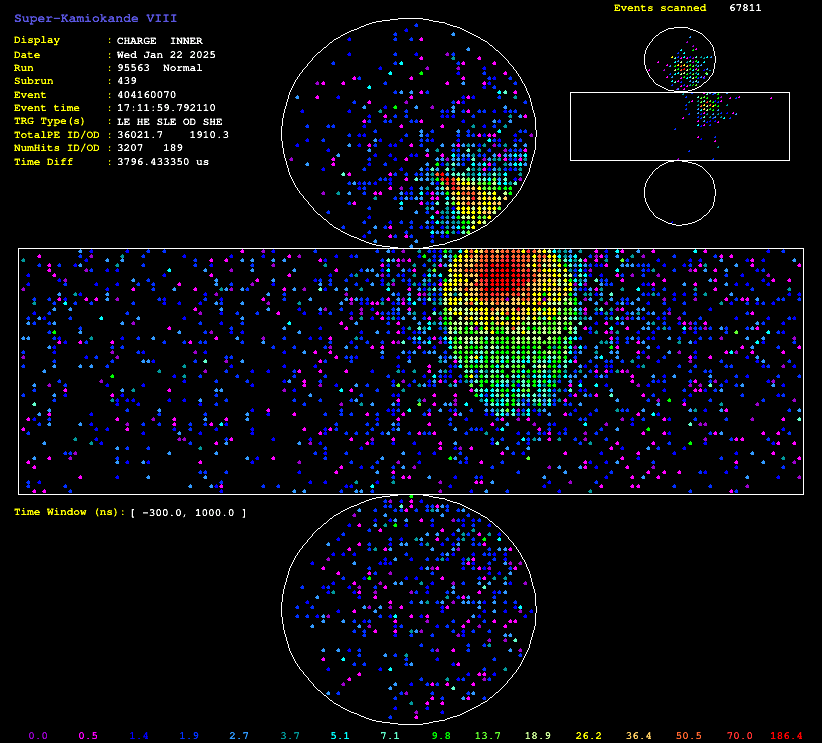 Super-Kamiokande VIII
Events scanned 67811
Display : CHARGE INNER
Date : Wed Jan 22 2025
Run : 95563 Normal
Subrun : 439
Event : 404160070
Event time : 17:11:59.792110
TRG Type(s) : LE HE SLE OD SHE
TotalPE ID/OD : 36021.7 1910.3
NumHits ID/OD : 3207 189
Time Diff : 3796.433350 us
Time Window (ns): [ -300.0, 1000.0 ]
0.0 0.5 1.4 1.9 2.7 3.7 5.1 7.1 9.8 13.7 18.9 26.2 36.4 50.5 70.0 186.4